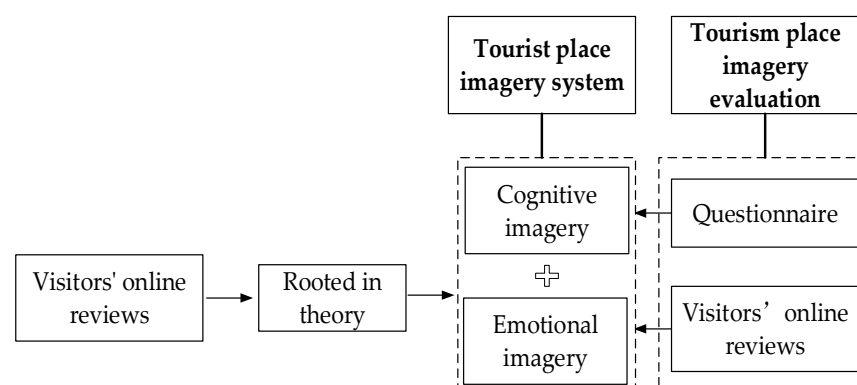 Tourist place
imagery system
Tourism place
imagery
evaluation
Cognitive
imagery
Questionnaire
Visitors' online
reviews
Rooted in
theory
Emotional
imagery
Visitors’ online
reviews